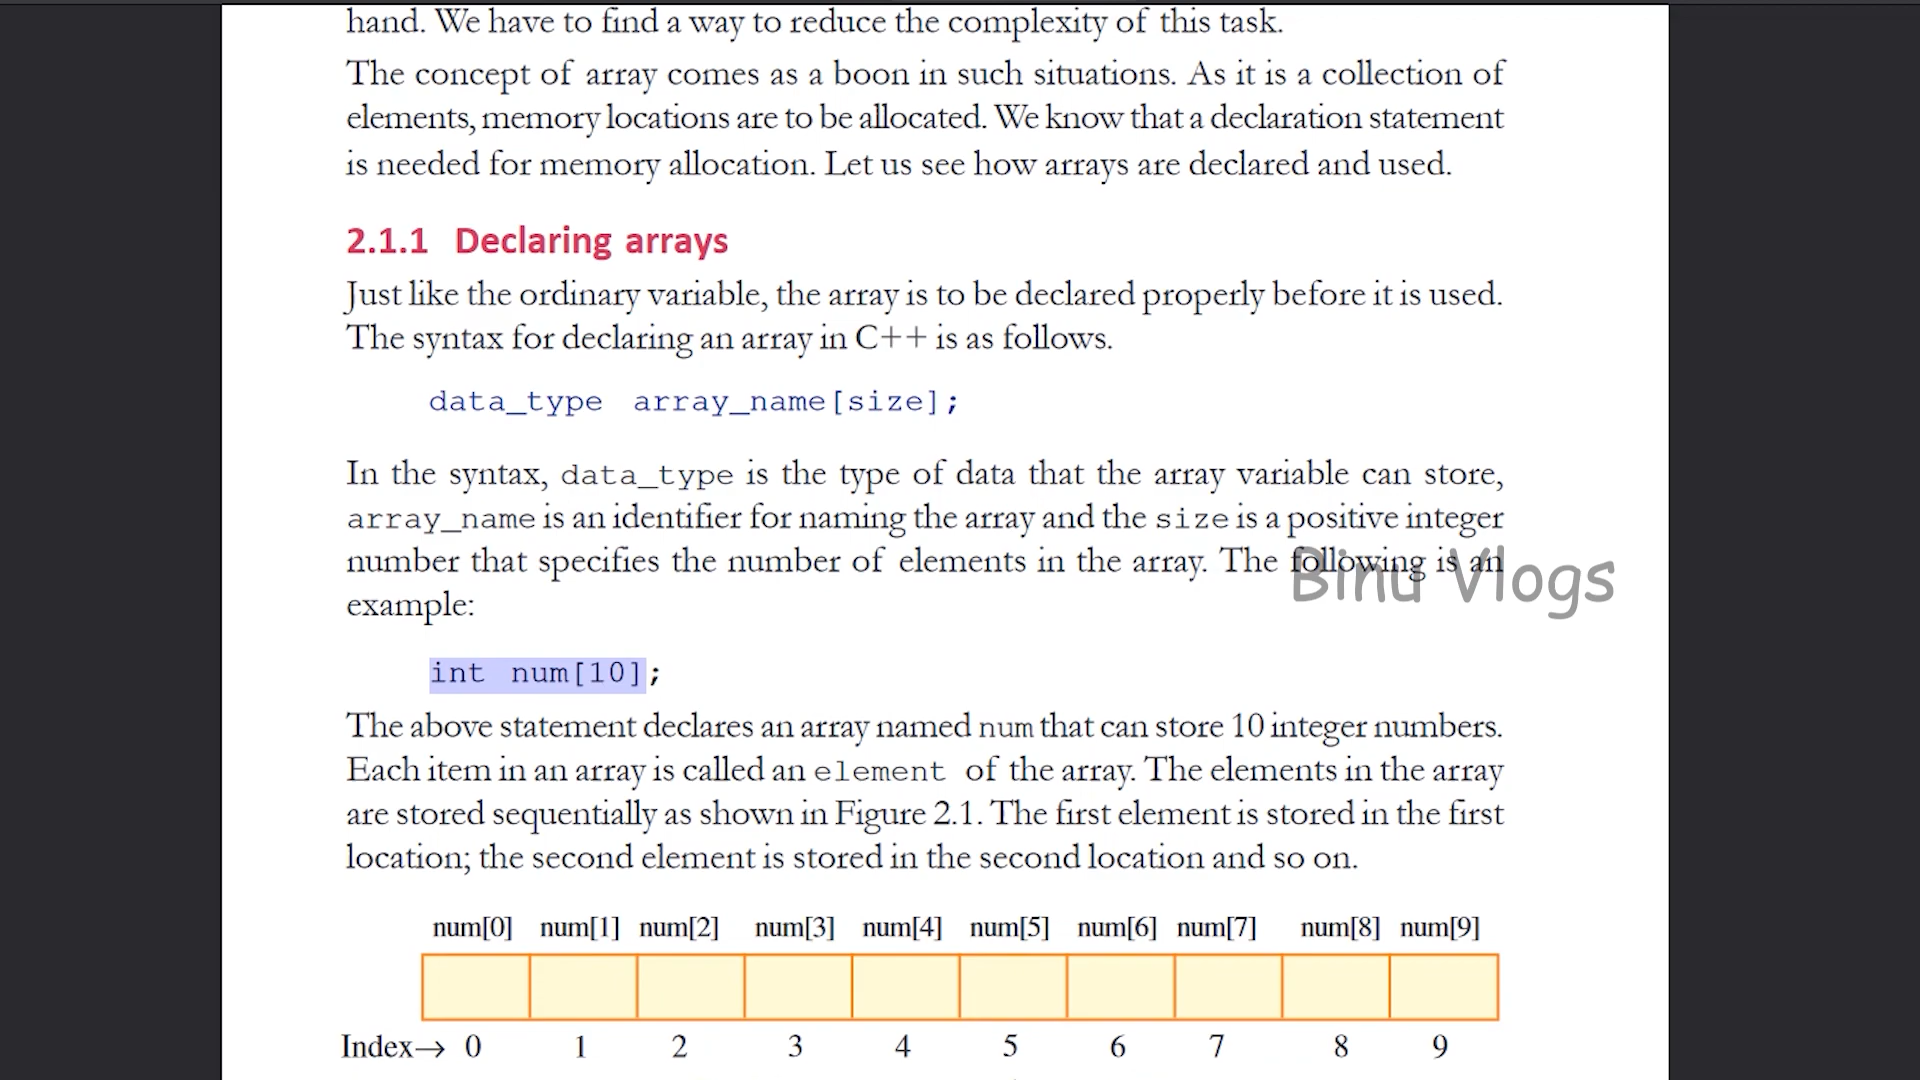 hand. We have to find a way to reduce the complexity of this task.
The concept of array comes as a boon in such situations. As it is a collection of
elements, memory locations are to be allocated. We know that a declaration statement
is needed for memory allocation. Let us see how arrays are declared and used.
2.1.1 Declaring arrays
Just like the ordinary variable, the array is to be declared properly before it is used.
The syntax for declaring an array in C++ is as follows.
data_type array_name[size];
In the syntax, data_type is the type of data that the array variable can store,
array_name is an identifier for naming the array and the size is a positive integer
number that specifies the number of elements in the array. The following is an
Binu Vlogs
example:
int num[10];
The above statement declares an array named num that can store 10 integer numbers.
Each item in an array is called an element of the array. The elements in the array
are stored sequentially as shown in Figure 2.1. The first element is stored in the first
location; the second element is stored in the second location and so on.
num[0] num[1] num[2] num[3] num[4] num[5] num[6] num[7] num[8] num[9]
Index→ 0 1 2 3 4 5 6 7 8 9